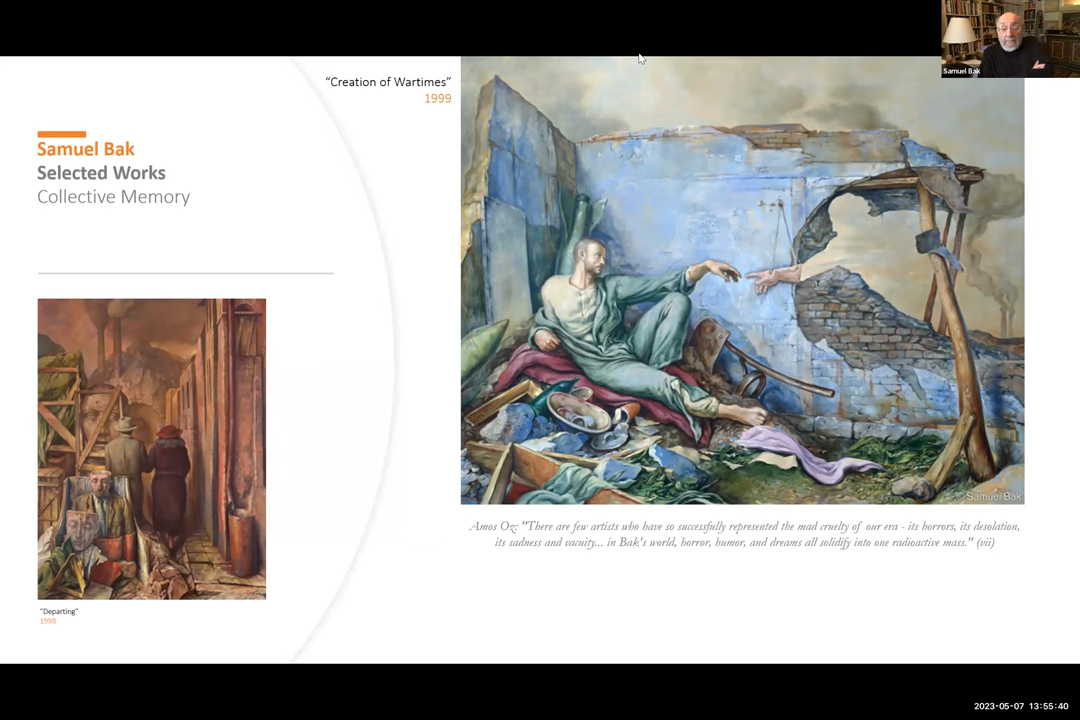 Samuel Bak
"Creation of Wartimes"
1999
Samuel Bak
Selected Works
Collective Memory
© Samuel Bak
Amos Oz: "There are few artists who have so successfully represented the mad cruelty of our era - its horrors, its desolation,
its sadness and vacuity... in Bak's world, horror, humor, and dreams all solidify into one radioactive mass." (vii)
"Departing"
1998
2023-05-07 13:55:40